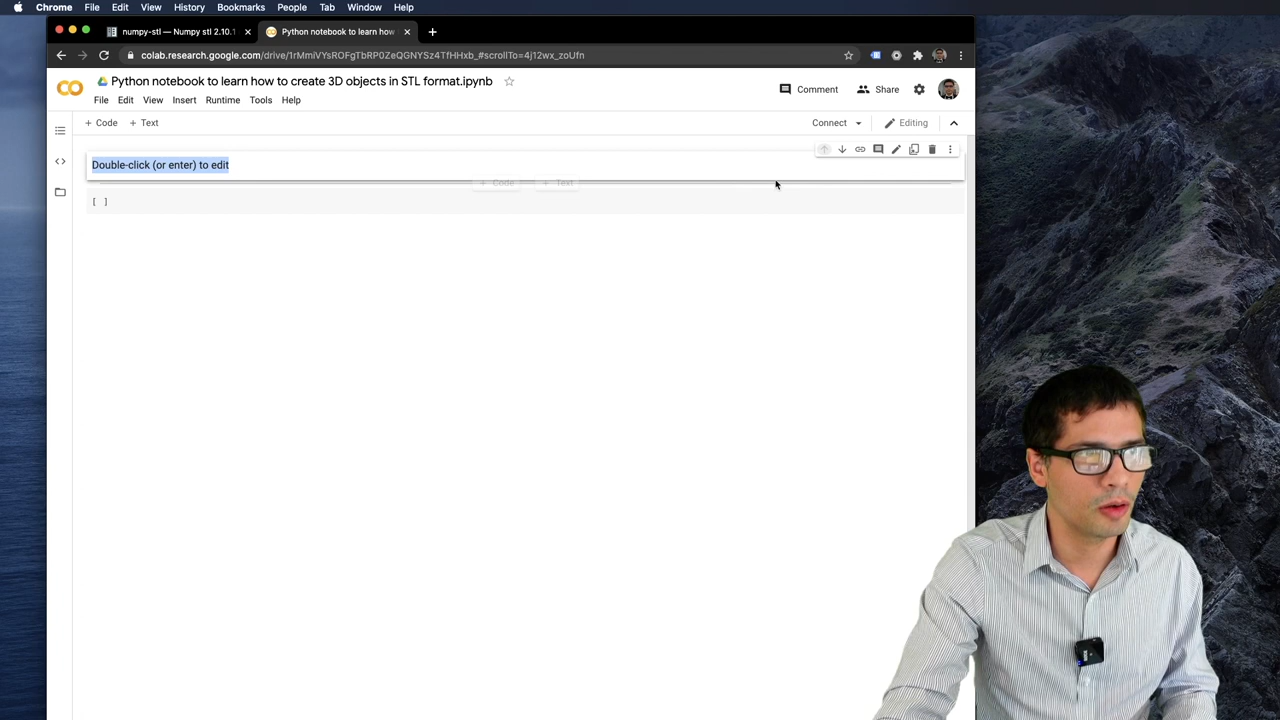 Chrome File Edit View History Bookmarks People Tab Window Help
numpy-stl — Numpy stl 2.10.1
Python notebook to learn how
colab.research.google.com/drive/1rMmiVYsROFgTbRP0ZeQGNYSz4TfHHxb_#scrollTo=4j12wx_zoUfn
Python notebook to learn how to create 3D objects in STL format.ipynb
Comment Share
File Edit View Insert Runtime Tools Help
+ Code + Text Connect Editing
Double-click (or enter) to edit
+ Code + Text
[ ]